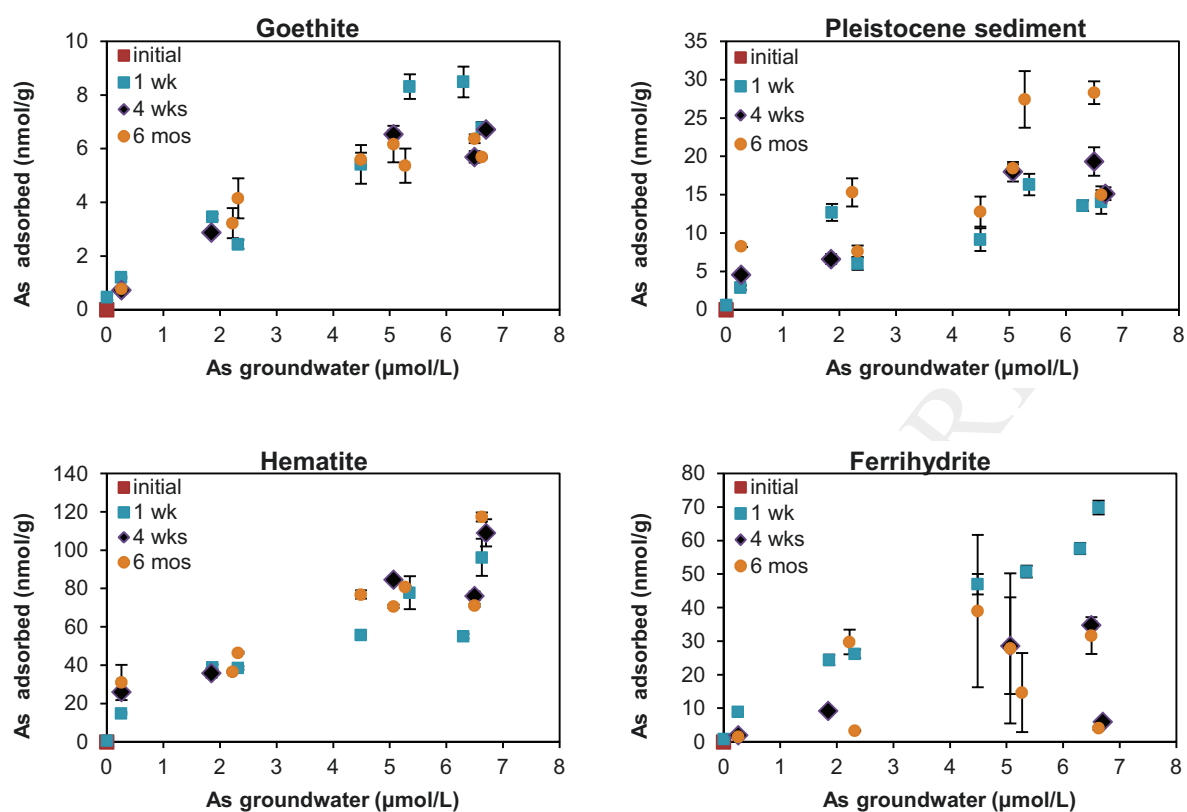 Goethite
10
8
6
4
2
0
As adsorbed (nmol/g)
initial
1 wk
4 wks
6 mos
0 1 2 3 4 5 6 7 8
As groundwater (µmol/L)
Pleistocene sediment
35
30
25
20
15
10
5
0
As adsorbed (nmol/g)
initial
1 wk
4 wks
6 mos
0 1 2 3 4 5 6 7 8
As groundwater (µmol/L)
Hematite
140
120
100
80
60
40
20
0
As adsorbed (nmol/g)
initial
1 wk
4 wks
6 mos
0 1 2 3 4 5 6 7 8
As groundwater (µmol/L)
Ferrihydrite
80
70
60
50
40
30
20
10
0
As adsorbed (nmol/g)
initial
1 wk
4 wks
6 mos
0 1 2 3 4 5 6 7 8
As groundwater (µmol/L)